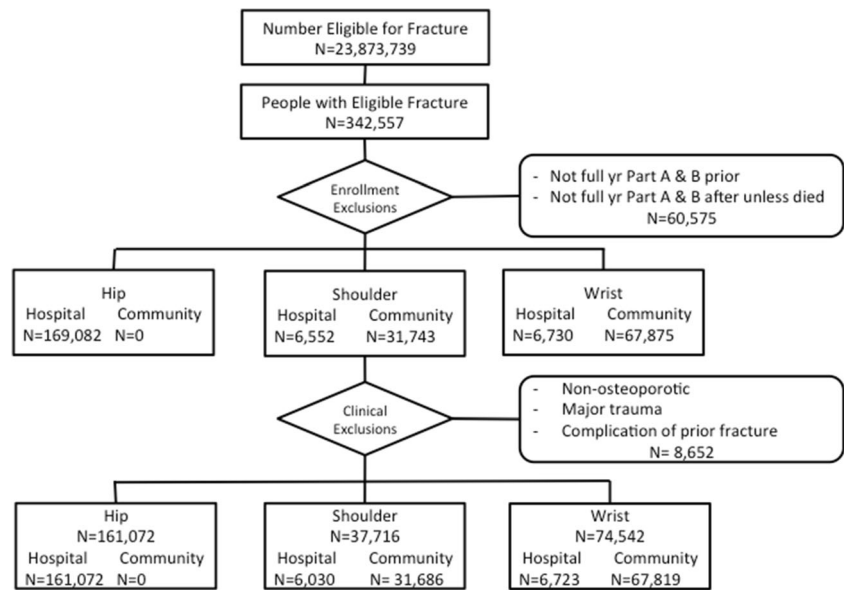 Number Eligible for Fracture
N=23,873,739
People with Eligible Fracture
N=342,557
Enrollment
Exclusions
- Not full yr Part A & B prior
- Not full yr Part A & B after unless died
N=60,575
Hip
Hospital Community
N=169,082 N=0
Shoulder
Hospital Community
N=6,552 N=31,743
Wrist
Hospital Community
N=6,730 N=67,875
Clinical
Exclusions
- Non-osteoporotic
- Major trauma
- Complication of prior fracture
N= 8,652
Hip
N=161,072
Hospital Community
N=161,072 N=0
Shoulder
N=37,716
Hospital Community
N=6,030 N= 31,686
Wrist
N=74,542
Hospital Community
N=6,723 N=67,819